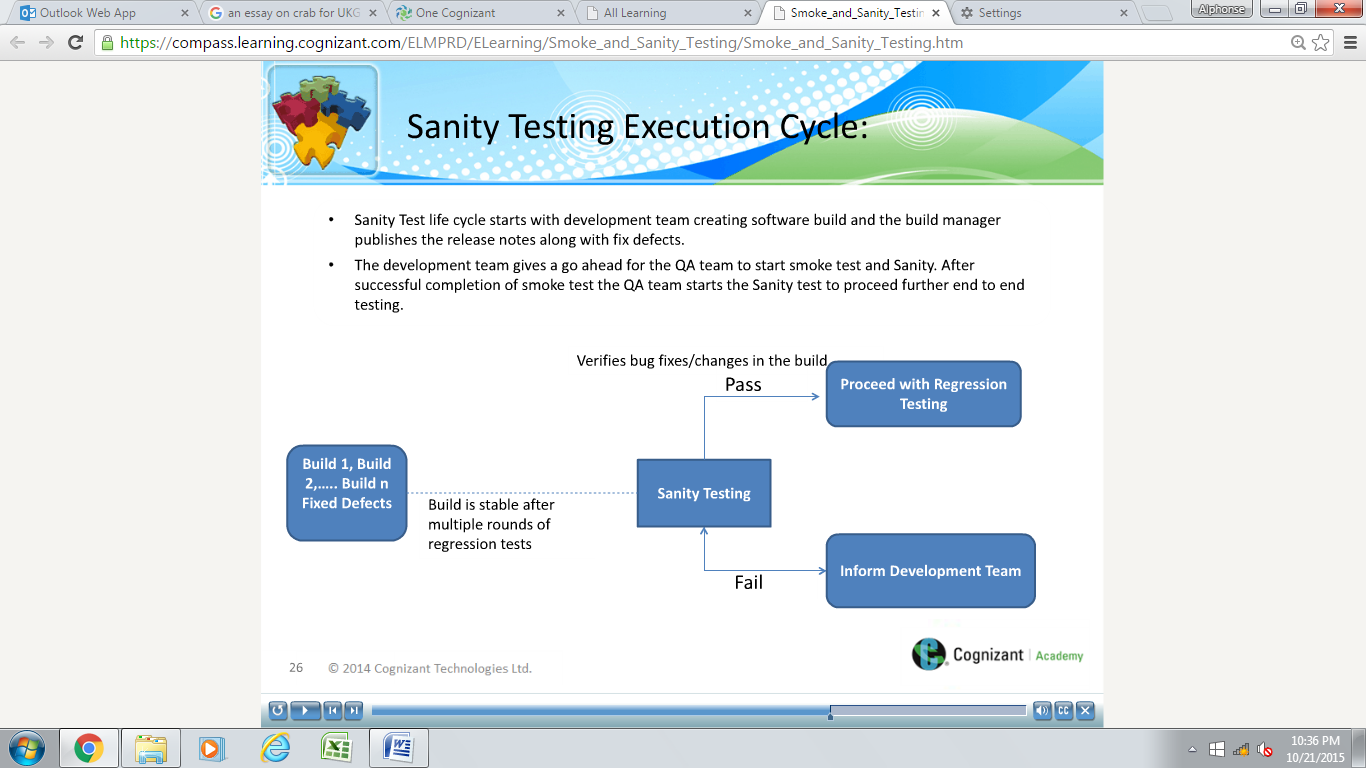 Outlook Web App
an essay on crab for UKG
One Cognizant
All Learning
Smoke_and_Sanity_Testin
Settings
Alphonse
https://compass.learning.cognizant.com/ELMPRD/ELearning/Smoke_and_Sanity_Testing/Smoke_and_Sanity_Testing.htm
Sanity Testing Execution Cycle:
• Sanity Test life cycle starts with development team creating software build and the build manager
publishes the release notes along with fix defects.
• The development team gives a go ahead for the QA team to start smoke test and Sanity. After
successful completion of smoke test the QA team starts the Sanity test to proceed further end to end
testing.
Verifies bug fixes/changes in the build
Pass
Proceed with Regression
Testing
Build 1, Build
2,..... Build n
Fixed Defects
Build is stable after
multiple rounds of
regression tests
Sanity Testing
Fail
Inform Development Team
26
© 2014 Cognizant Technologies Ltd.
Cognizant | Academy
CC
10:36 PM
10/21/2015